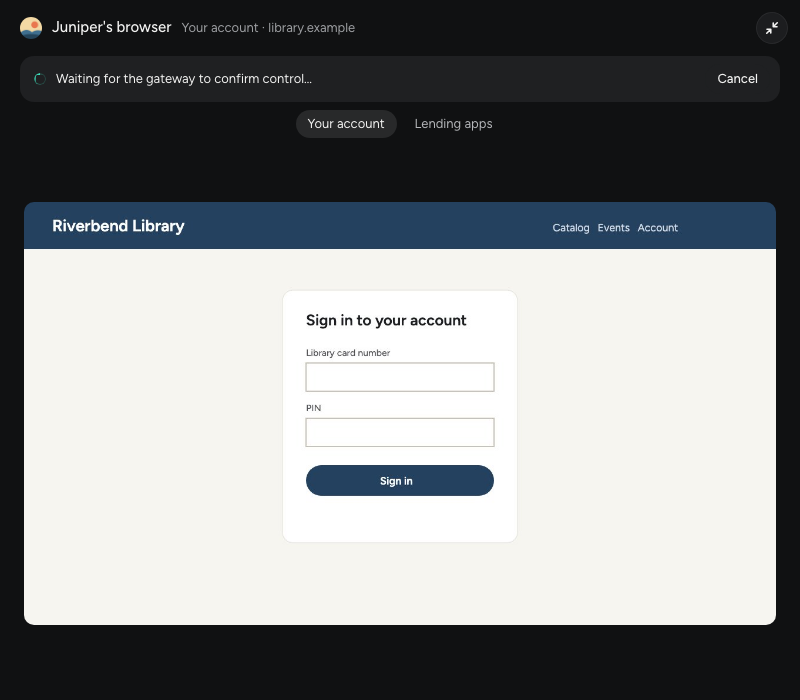 Juniper's browser Your account · library.example
Waiting for the gateway to confirm control... Cancel
Your account Lending apps
Riverbend Library Catalog Events Account
Sign in to your account
Library card number
PIN
Sign in